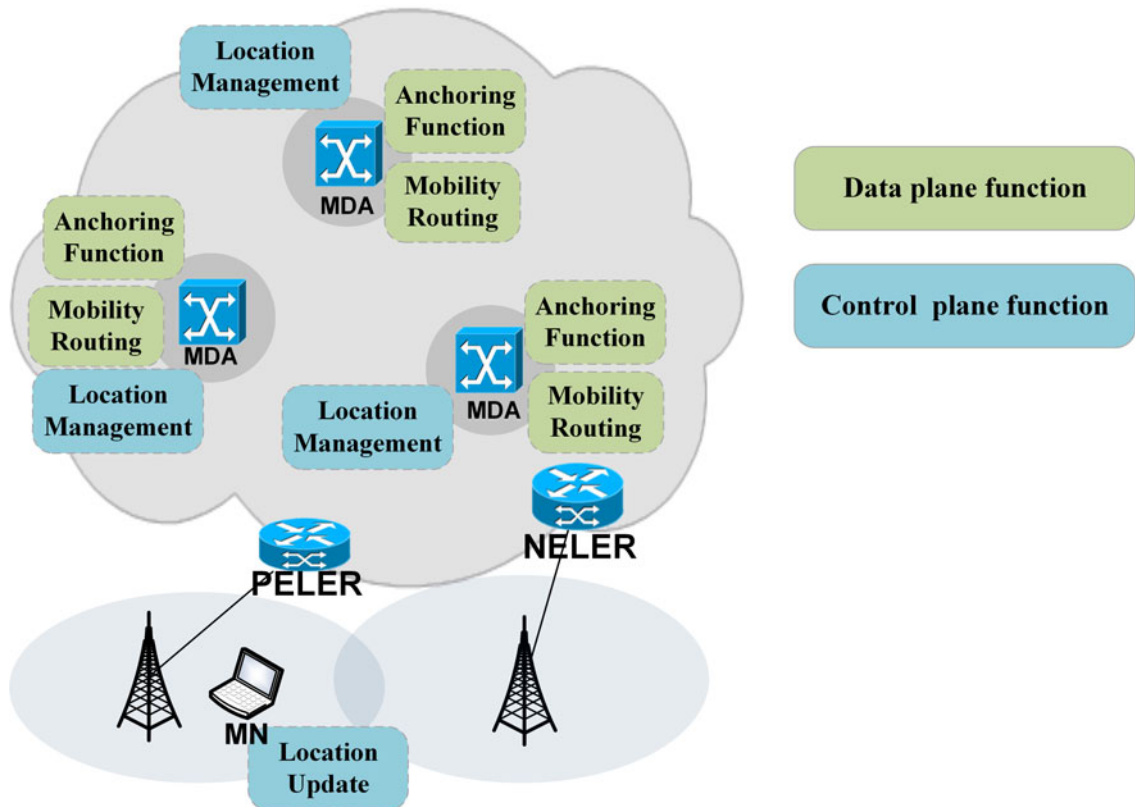 Location
Management
Anchoring
Function
MDA
Mobility
Routing
Anchoring
Function
Mobility
Routing
MDA
Location
Management
Anchoring
Function
MDA
Mobility
Routing
Location
Management
NELER
PELER
MN
Location
Update
Data plane function
Control plane function